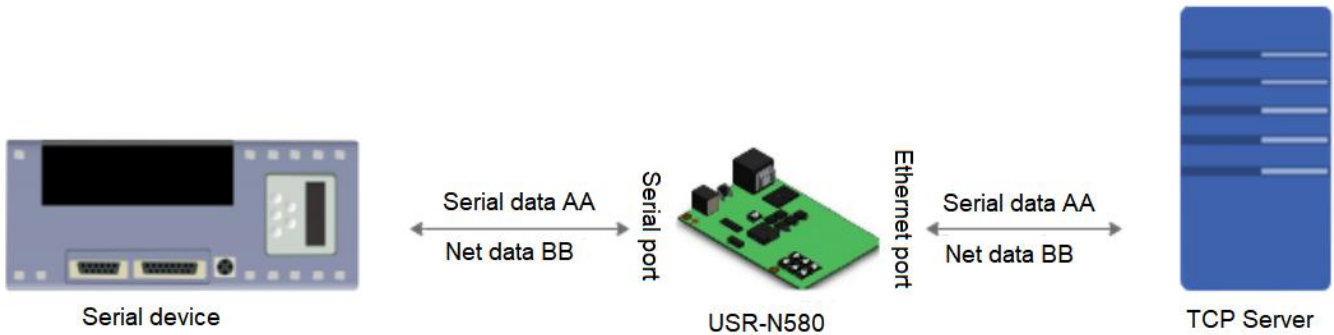 Serial data AA
Net data BB
Serial port
Ethernet port
Serial data AA
Net data BB
Serial device
USR-N580
TCP Server